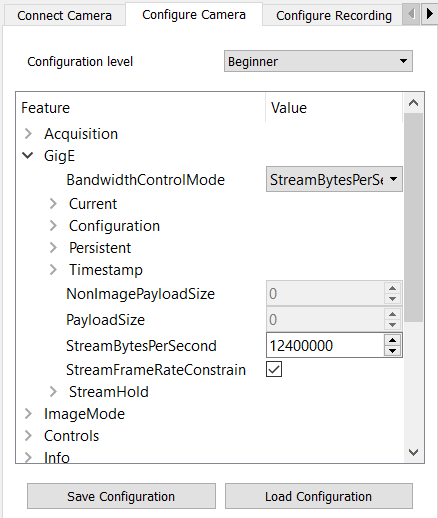 Connect Camera Configure Camera Configure Recording
Configuration level Beginner
Feature Value
Acquisition
GigE
BandwidthControlMode StreamBytesPerSe
Current
Configuration
Persistent
Timestamp
NonImagePayloadSize 0
PayloadSize 0
StreamBytesPerSecond 12400000
StreamFrameRateConstrain
StreamHold
ImageMode
Controls
Info
Save Configuration Load Configuration